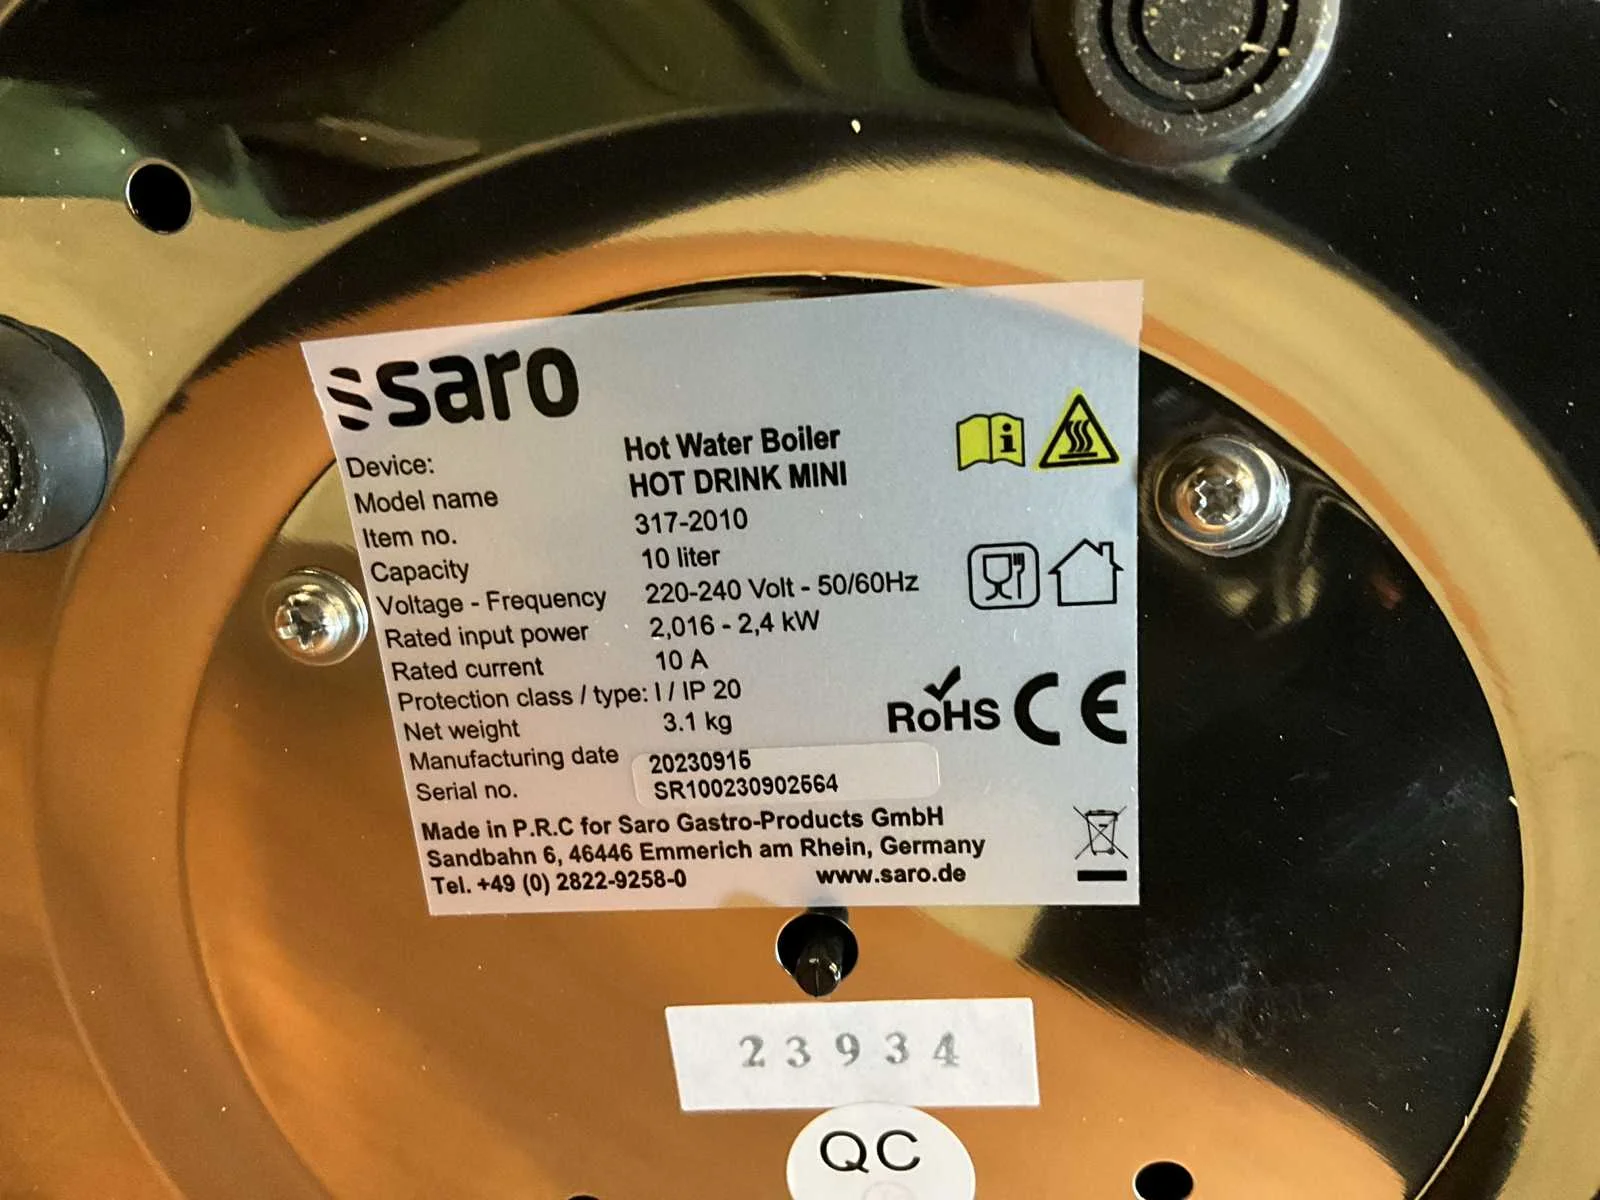 saro
Device: Hot Water Boiler
Model name HOT DRINK MINI
Item no. 317-2010
Capacity 10 liter
Voltage - Frequency 220-240 Volt - 50/60Hz
Rated input power 2,016 - 2,4 kW
Rated current 10 A
Protection class / type: I / IP 20
Net weight 3.1 kg
Manufacturing date 20230915
Serial no. SR100230902564
RoHS CE
Made in P.R.C for Saro Gastro-Products GmbH
Sandbahn 6, 46446 Emmerich am Rhein, Germany
Tel. +49 (0) 2822-9258-0 www.saro.de
23934
QC